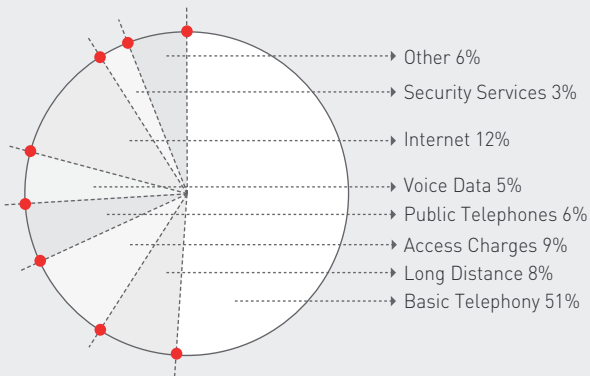 Other 6%
Security Services 3%
Internet 12%
Voice Data 5%
Public Telephones 6%
Access Charges 9%
Long Distance 8%
Basic Telephony 51%